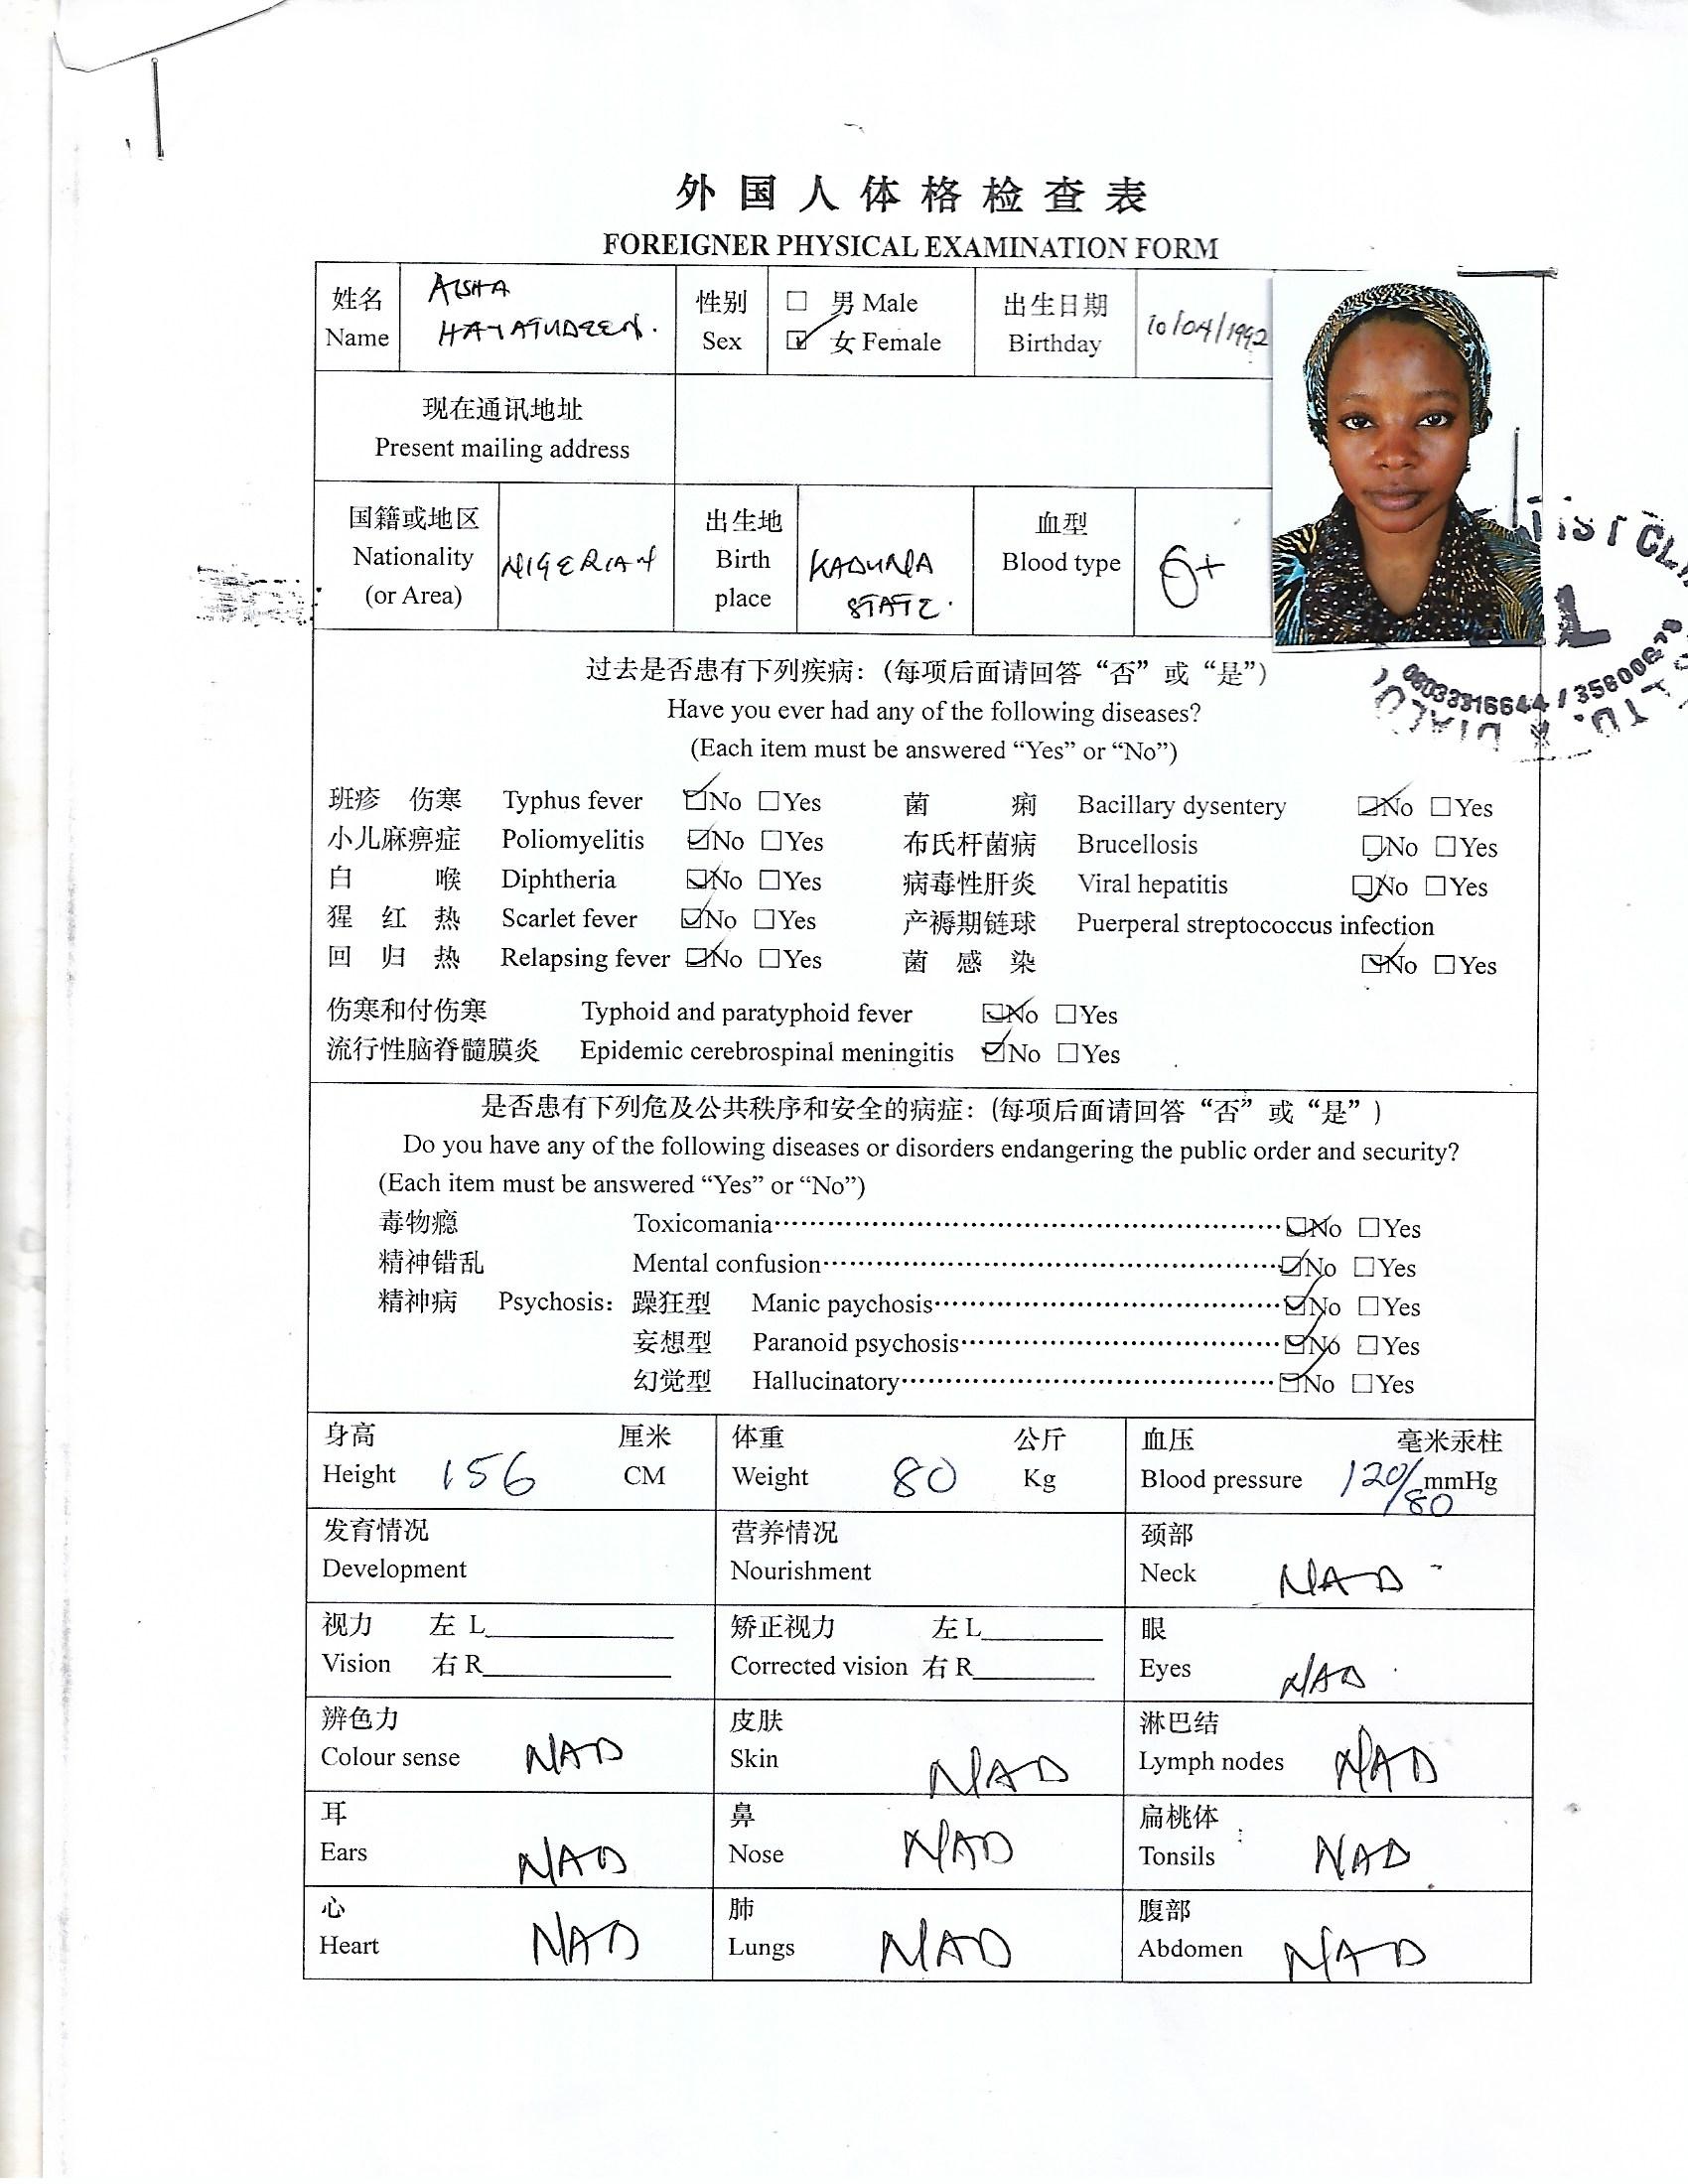 外国人体格检查表
FOREIGNER PHYSICAL EXAMINATION FORM
姓名 Name AISHA HAYATUDEEN.
性别 Sex □ 男 Male ☑ 女 Female
出生日期 Birthday 10/04/1992
现在通讯地址
Present mailing address
国籍或地区 Nationality (or Area) NIGERIAN
出生地 Birth place KADUNA STATE.
血型 Blood type O+
08033316644 /
过去是否患有下列疾病:(每项后面请回答“否”或“是”)
Have you ever had any of the following diseases?
(Each item must be answered “Yes” or “No”)
班疹 伤寒 Typhus fever ☑No □Yes 菌 痢 Bacillary dysentery ☑No □Yes
小儿麻痹症 Poliomyelitis ☑No □Yes 布氏杆菌病 Brucellosis ☑No □Yes
白 喉 Diphtheria ☑No □Yes 病毒性肝炎 Viral hepatitis ☑No □Yes
猩 红 热 Scarlet fever ☑No □Yes 产褥期链球 Puerperal streptococcus infection
回 归 热 Relapsing fever ☑No □Yes 菌 感 染 ☑No □Yes
伤寒和付伤寒 Typhoid and paratyphoid fever ☑No □Yes
流行性脑脊髓膜炎 Epidemic cerebrospinal meningitis ☑No □Yes
是否患有下列危及公共秩序和安全的病症:(每项后面请回答“否”或“是”)
Do you have any of the following diseases or disorders endangering the public order and security?
(Each item must be answered “Yes” or “No”)
毒物瘾 Toxicomania ☑No □Yes
精神错乱 Mental confusion ☑No □Yes
精神病 Psychosis: 躁狂型 Manic paychosis ☑No □Yes
妄想型 Paranoid psychosis ☑No □Yes
幻觉型 Hallucinatory ☑No □Yes
身高 厘米 体重 公斤 血压 毫米汞柱
Height 156 CM Weight 80 Kg Blood pressure 120/80 mmHg
发育情况 营养情况 颈部
Development Nourishment Neck NAD
视力 左 L 矫正视力 左 L 眼
Vision 右 R Corrected vision 右 R Eyes NAD
辨色力 皮肤 淋巴结
Colour sense NAD Skin NAD Lymph nodes NAD
耳 鼻 扁桃体
Ears NAD Nose NAD Tonsils NAD
心 肺 腹部
Heart NAD Lungs NAD Abdomen NAD